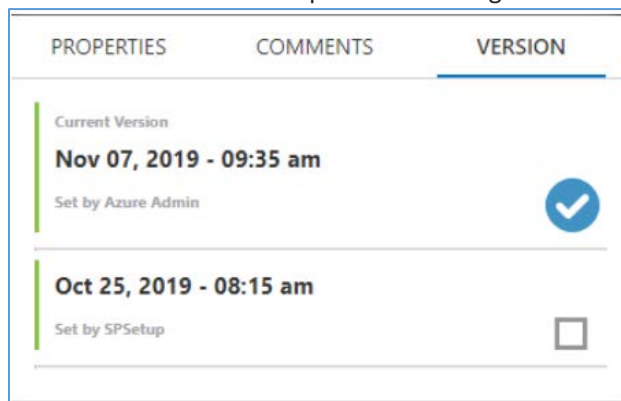 PROPERTIES COMMENTS VERSION
Current Version
Nov 07, 2019 - 09:35 am
Set by Azure Admin
Oct 25, 2019 - 08:15 am
Set by SPSetup